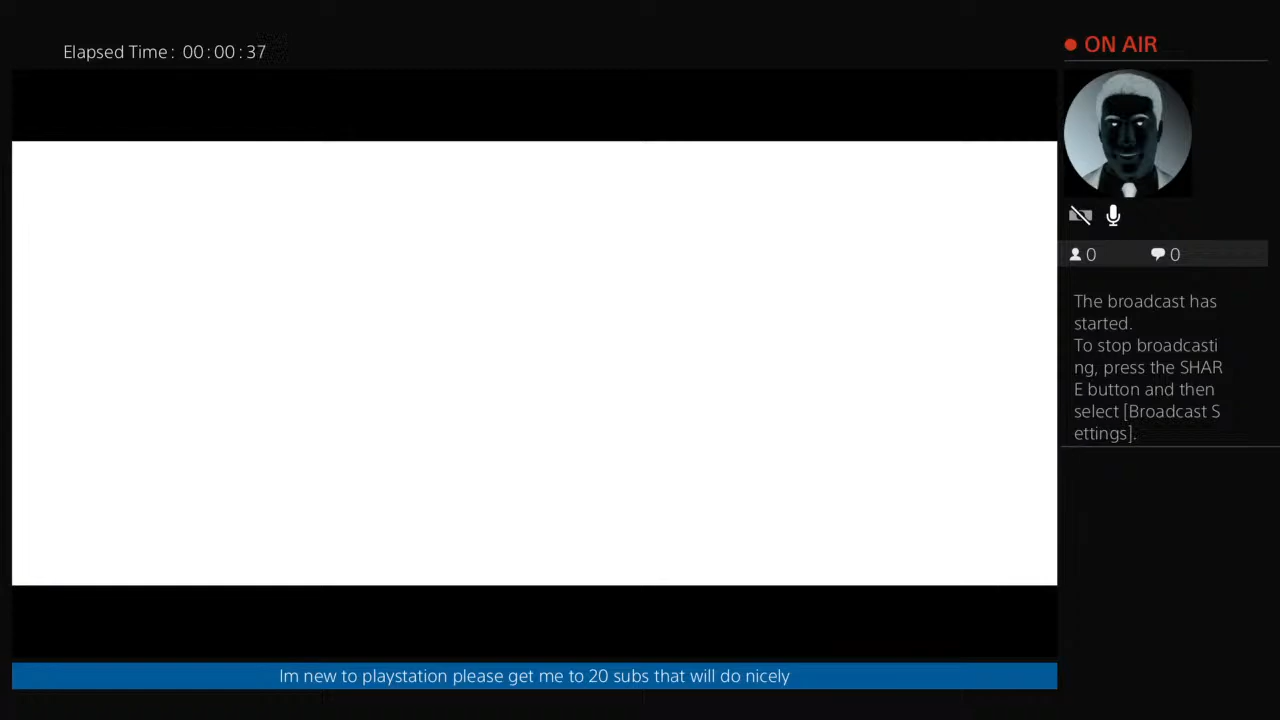 Elapsed Time: 00:00:37
ON AIR
0 0
The broadcast has
started.
To stop broadcasti
ng, press the SHAR
E button and then
select [Broadcast S
ettings].
Im new to playstation please get me to 20 subs that will do nicely